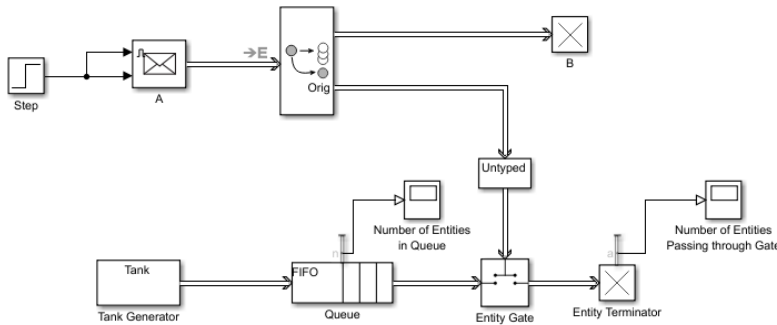 Step
A
E
Orig
B
Untyped
Number of Entities
in Queue
Number of Entities
Passing through Gate
n
a
Tank
FIFO
Tank Generator
Queue
Entity Gate
Entity Terminator